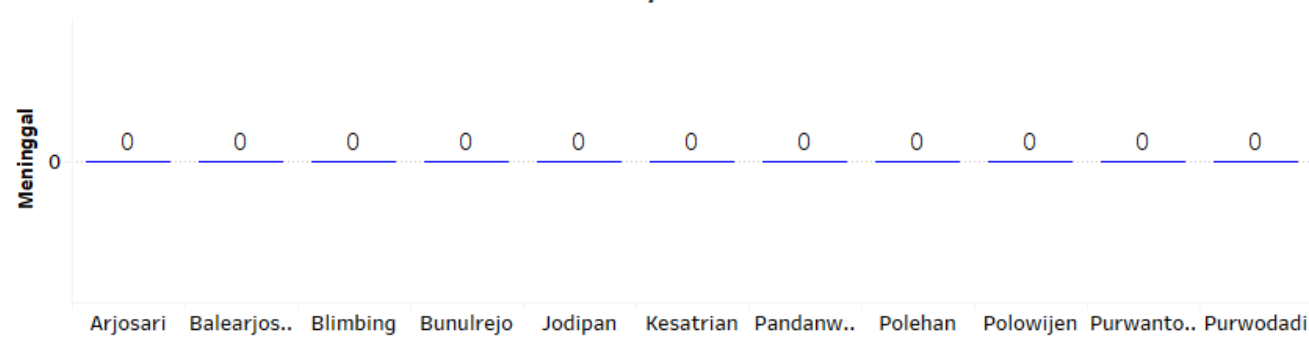 Meninggal
0 0 0 0 0 0 0 0 0 0 0
0
Arjosari Balearjos.. Blimbing Bunulrejo Jodipan Kesatrian Pandanw.. Polehan Polowijen Purwanto.. Purwodadi